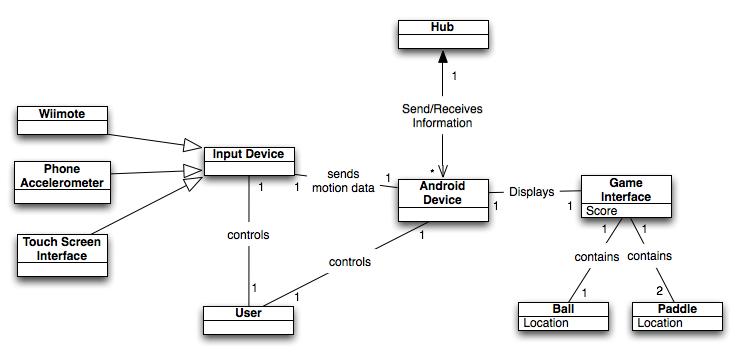 Hub
1
Send/Receives
Information
*
Wiimote
Phone
Accelerometer
Touch Screen
Interface
Input Device
1
1
sends
motion data
1
Android
Device
1
Displays
1
Game
Interface
Score
controls
1
User
1
controls
1
1
contains
1
Ball
Location
1
contains
2
Paddle
Location